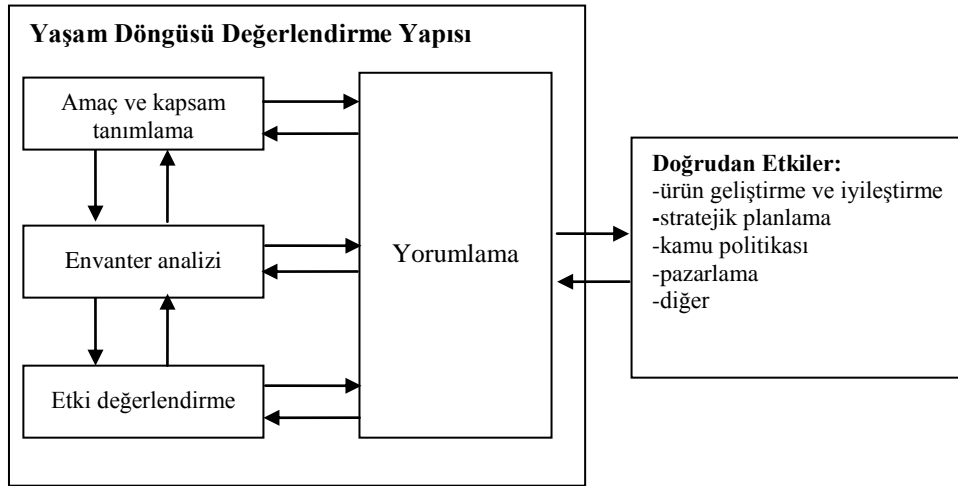 Yaşam Döngüsü Değerlendirme Yapısı
Amaç ve kapsam
tanımlama
Envanter analizi
Etki değerlendirme
Yorumlama
Doğrudan Etkiler:
-ürün geliştirme ve iyileştirme
-stratejik planlama
-kamu politikası
-pazarlama
-diğer